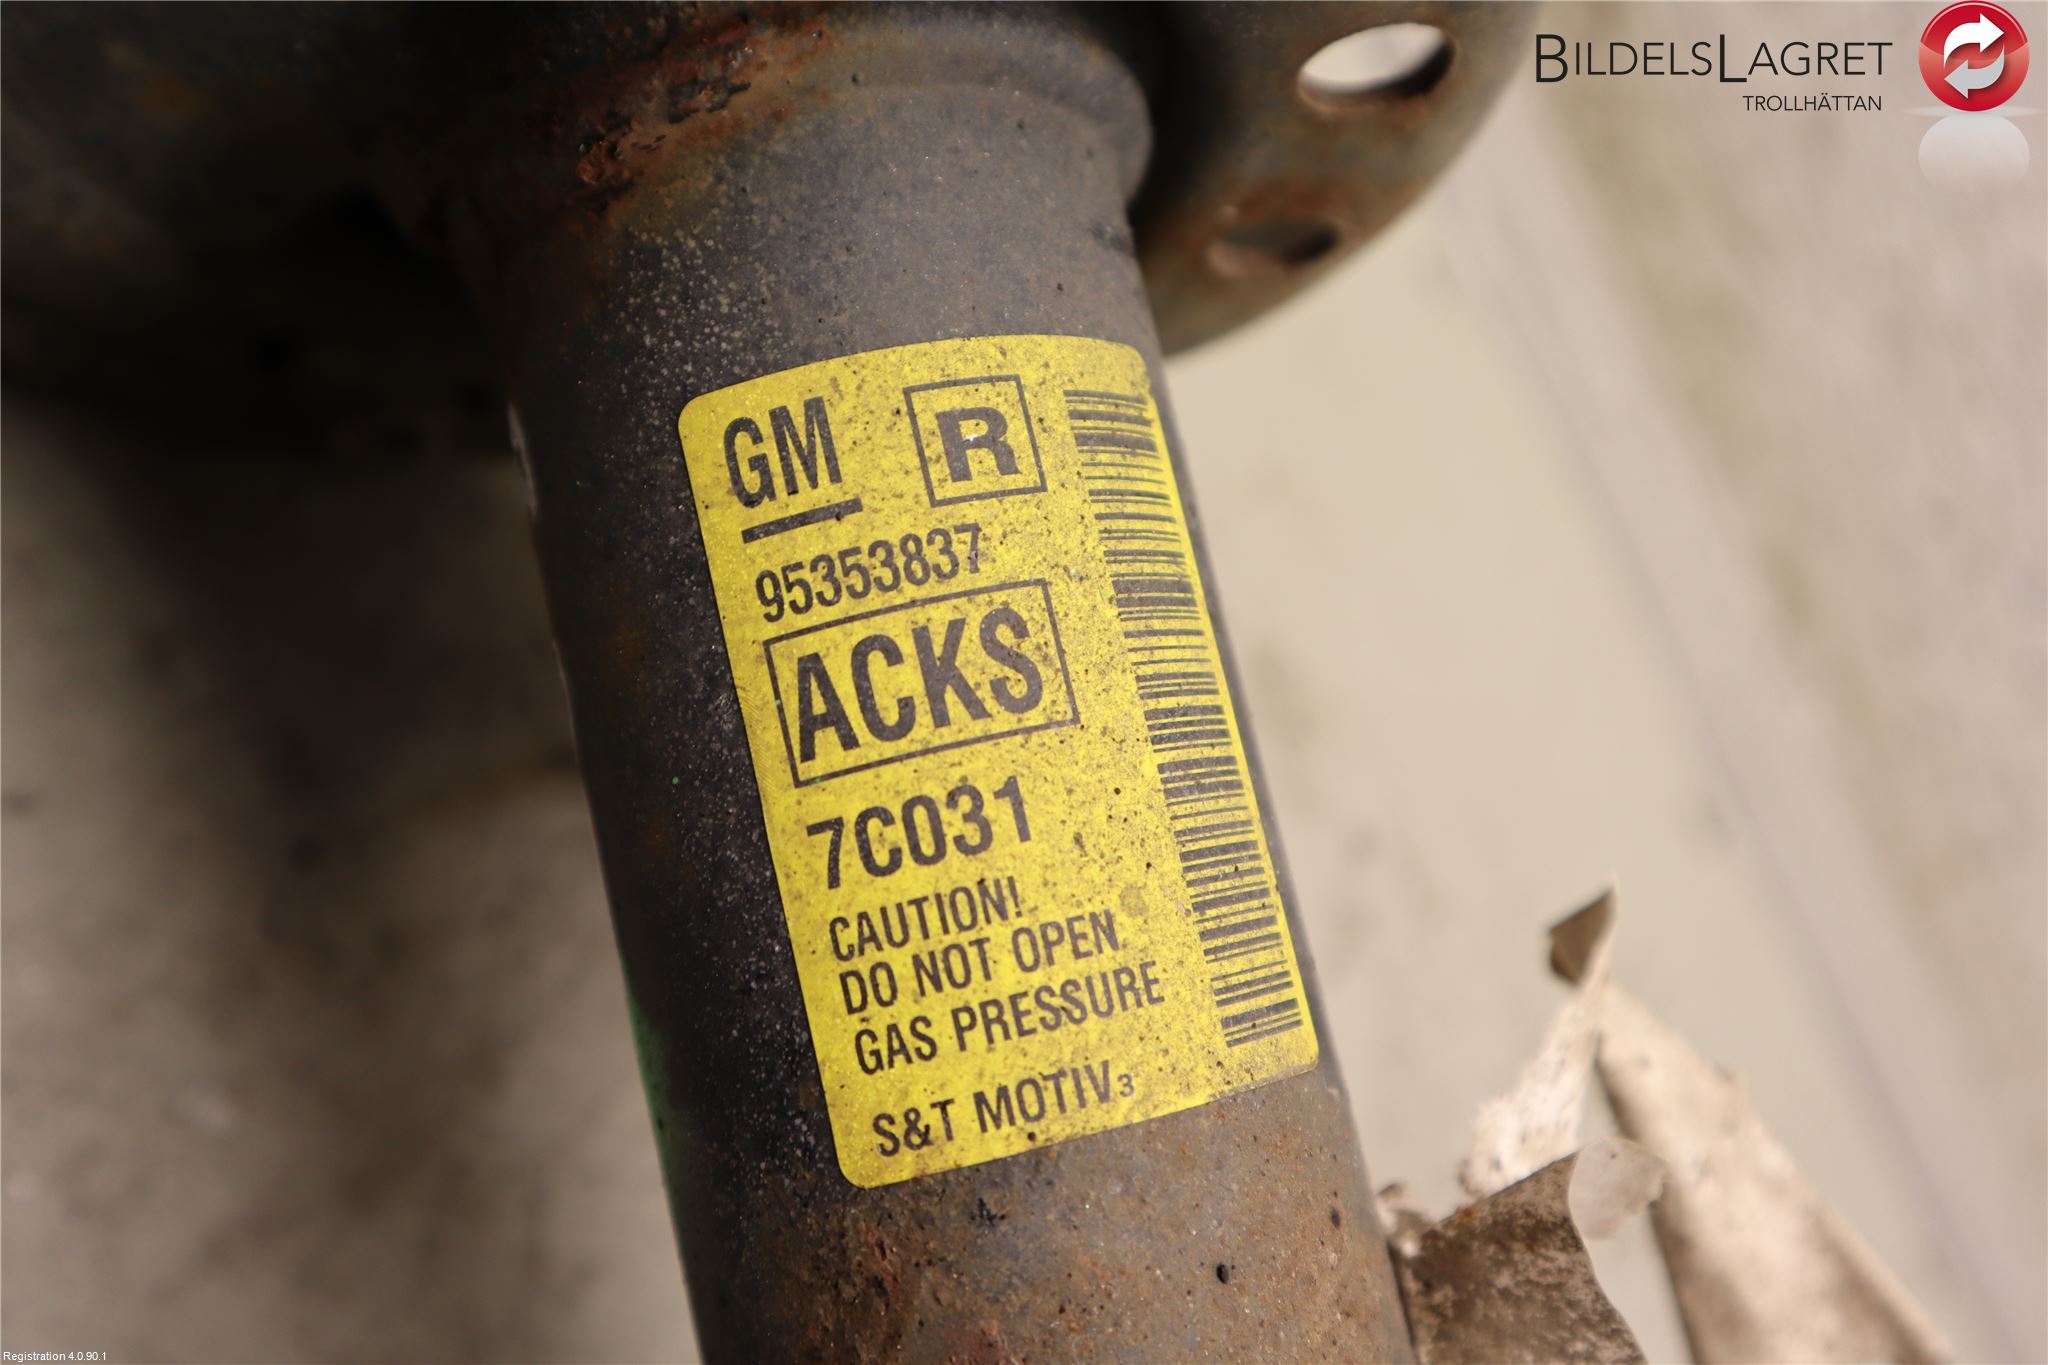 BILDELSLAGRET
TROLLHÄTTAN
GM R
95353837
ACKS
7C031
CAUTION!
DO NOT OPEN
GAS PRESSURE
S&T MOTIV3
Registration 4.0.90.1